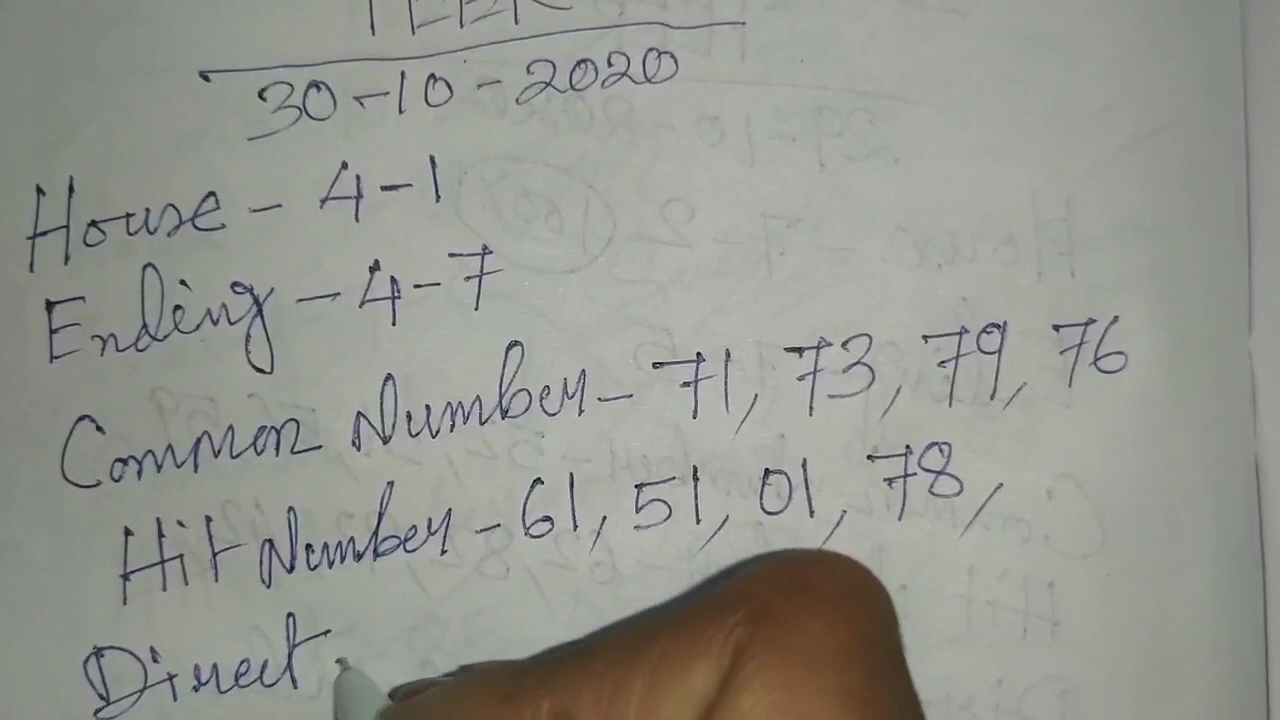 TEER
30-10-2020
House - 4-1
Ending - 4-7
Common Number - 71, 73, 79, 76
Hit Number - 61, 51, 01, 78,
Direct